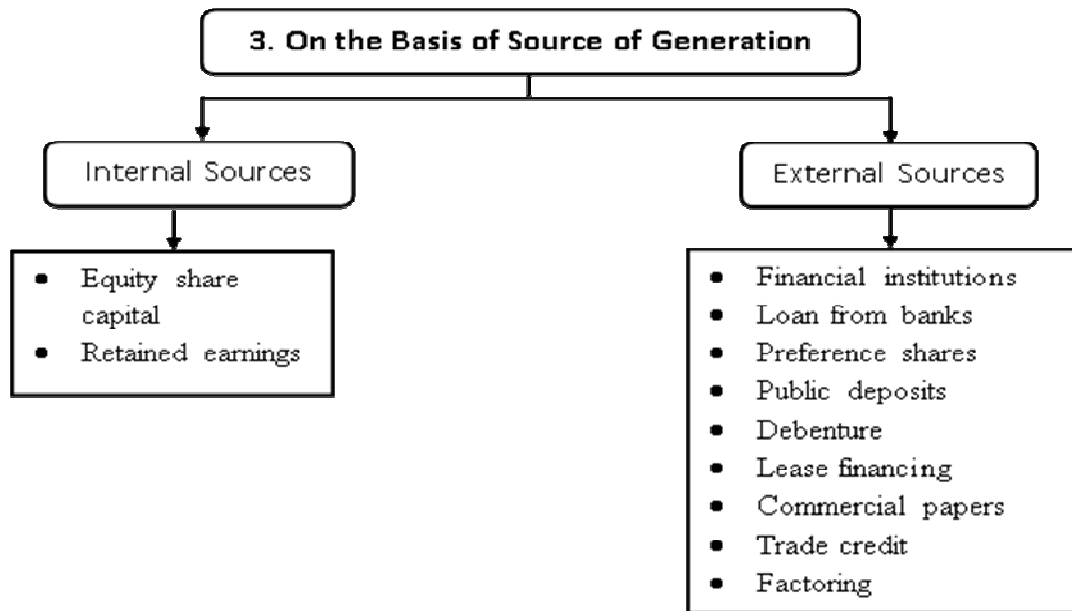 3. On the Basis of Source of Generation
Internal Sources
External Sources
• Equity share
capital
• Retained earnings
• Financial institutions
• Loan from banks
• Preference shares
• Public deposits
• Debenture
• Lease financing
• Commercial papers
• Trade credit
• Factoring